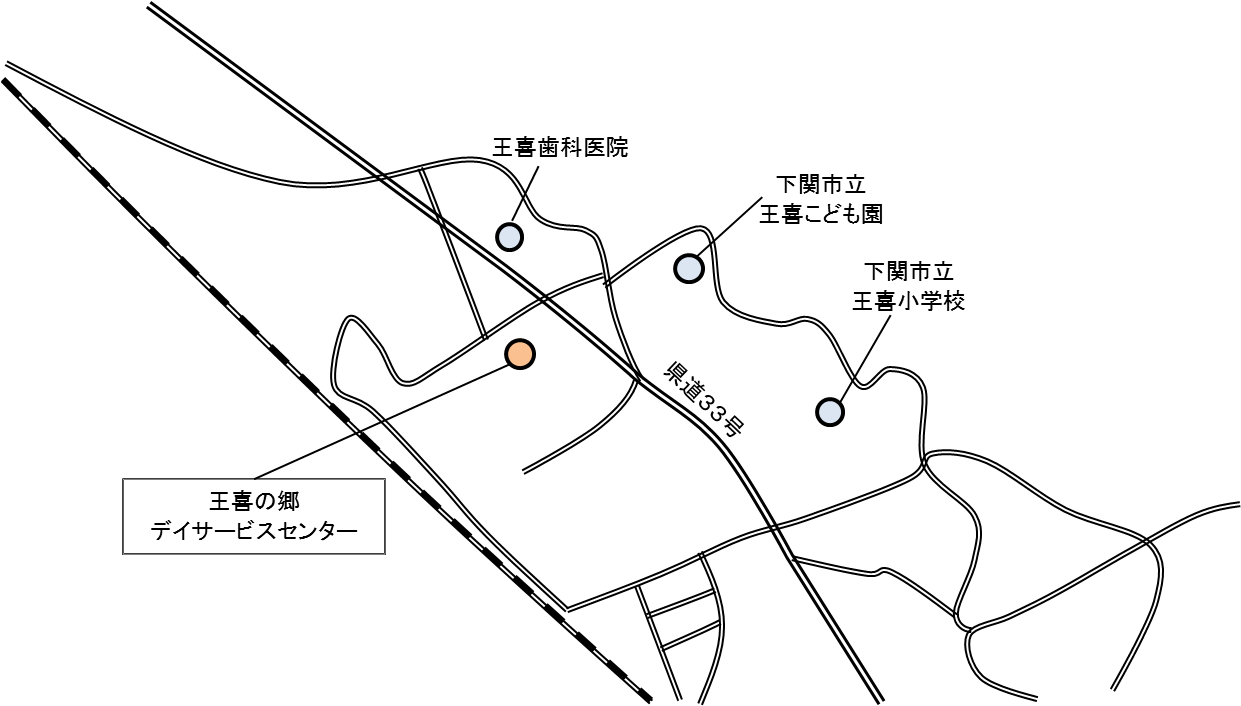 王喜歯科医院
下関市立
王喜こども園
下関市立
王喜小学校
県道33号
王喜の郷
デイサービスセンター